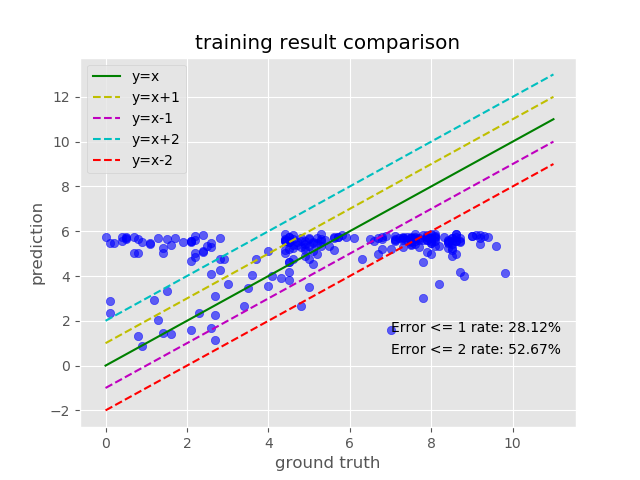 training result comparison
y=x
y=x+1
y=x-1
y=x+2
y=x-2
12
10
8
6
4
2
0
−2
prediction
Error <= 1 rate: 28.12%
Error <= 2 rate: 52.67%
0 2 4 6 8 10
ground truth